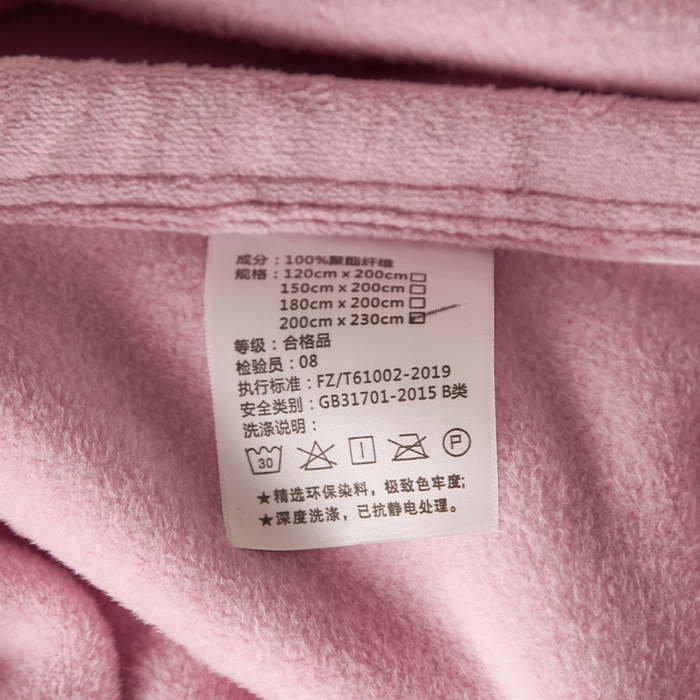 成分：100%聚酯纤维
规格：120cm x 200cm
150cm x 200cm
180cm x 200cm
200cm x 230cm
等级：合格品
检验员：08
执行标准：FZ/T61002-2019
安全类别：GB31701-2015 B类
洗涤说明：
30 P
★精选环保染料，极致色牢度;
★深度洗涤，已抗静电处理。